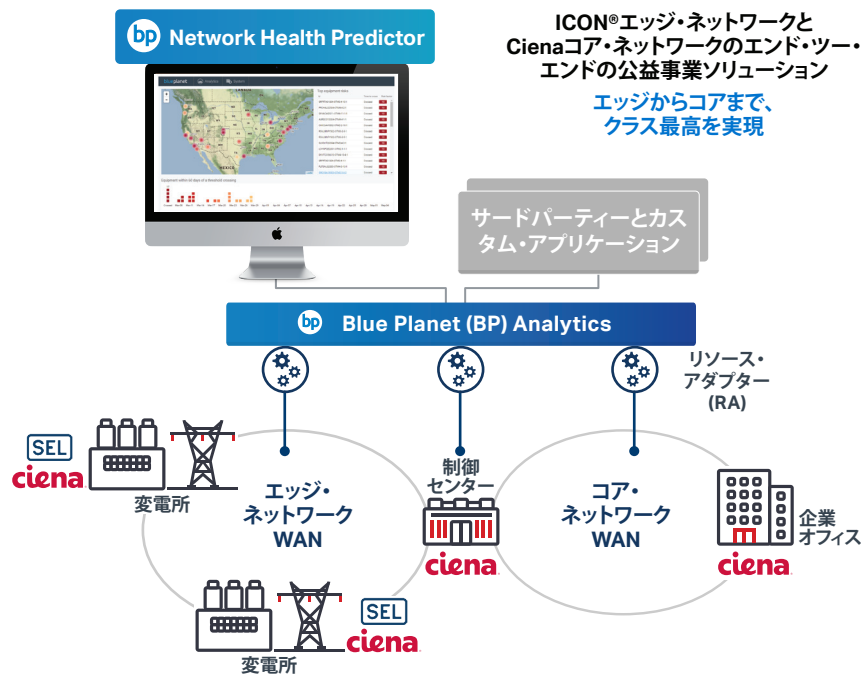 bp Network Health Predictor
ICON®エッジ・ネットワークと
Cienaコア・ネットワークのエンド・ツー・
エンドの公益事業ソリューション
エッジからコアまで、
クラス最高を実現
blueplanet
MEXICO
サードパーティーとカス
タム・アプリケーション
bp Blue Planet (BP) Analytics
リソース・
アダプター
(RA)
SEL
ciena
変電所
エッジ・
ネットワーク
WAN
制御
センター
ciena
コア・
ネットワーク
WAN
企業
オフィス
ciena
SEL
ciena
変電所